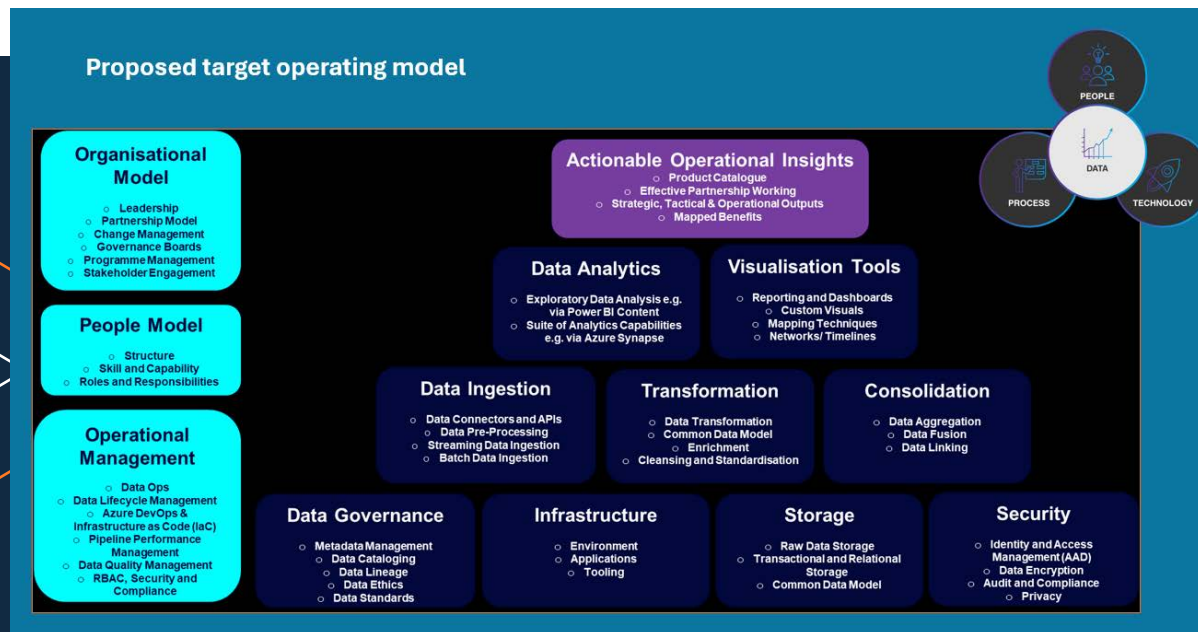 Proposed target operating model
PEOPLE
DATA
PROCESS
TECHNOLOGY
Organisational
Model
○ Leadership
○ Partnership Model
○ Change Management
○ Governance Boards
○ Programme Management
○ Stakeholder Engagement
People Model
○ Structure
○ Skill and Capability
○ Roles and Responsibilities
Operational
Management
○ Data Ops
○ Data Lifecycle Management
○ Azure DevOps &
Infrastructure as Code (IaC)
○ Pipeline Performance
Management
○ Data Quality Management
○ RBAC, Security and
Compliance
Actionable Operational Insights
○ Product Catalogue
○ Effective Partnership Working
○ Strategic, Tactical & Operational Outputs
○ Mapped Benefits
Data Analytics
○ Exploratory Data Analysis e.g.
via Power BI Content
○ Suite of Analytics Capabilities
e.g. via Azure Synapse
Visualisation Tools
○ Reporting and Dashboards
○ Custom Visuals
○ Mapping Techniques
○ Networks/ Timelines
Data Ingestion
○ Data Connectors and APIs
○ Data Pre-Processing
○ Streaming Data Ingestion
○ Batch Data Ingestion
Transformation
○ Data Transformation
○ Common Data Model
○ Enrichment
○ Cleansing and Standardisation
Consolidation
○ Data Aggregation
○ Data Fusion
○ Data Linking
Data Governance
○ Metadata Management
○ Data Cataloging
○ Data Lineage
○ Data Ethics
○ Data Standards
Infrastructure
○ Environment
○ Applications
○ Tooling
Storage
○ Raw Data Storage
○ Transactional and Relational
Storage
○ Common Data Model
Security
○ Identity and Access
Management (AAD)
○ Data Encryption
○ Audit and Compliance
○ Privacy